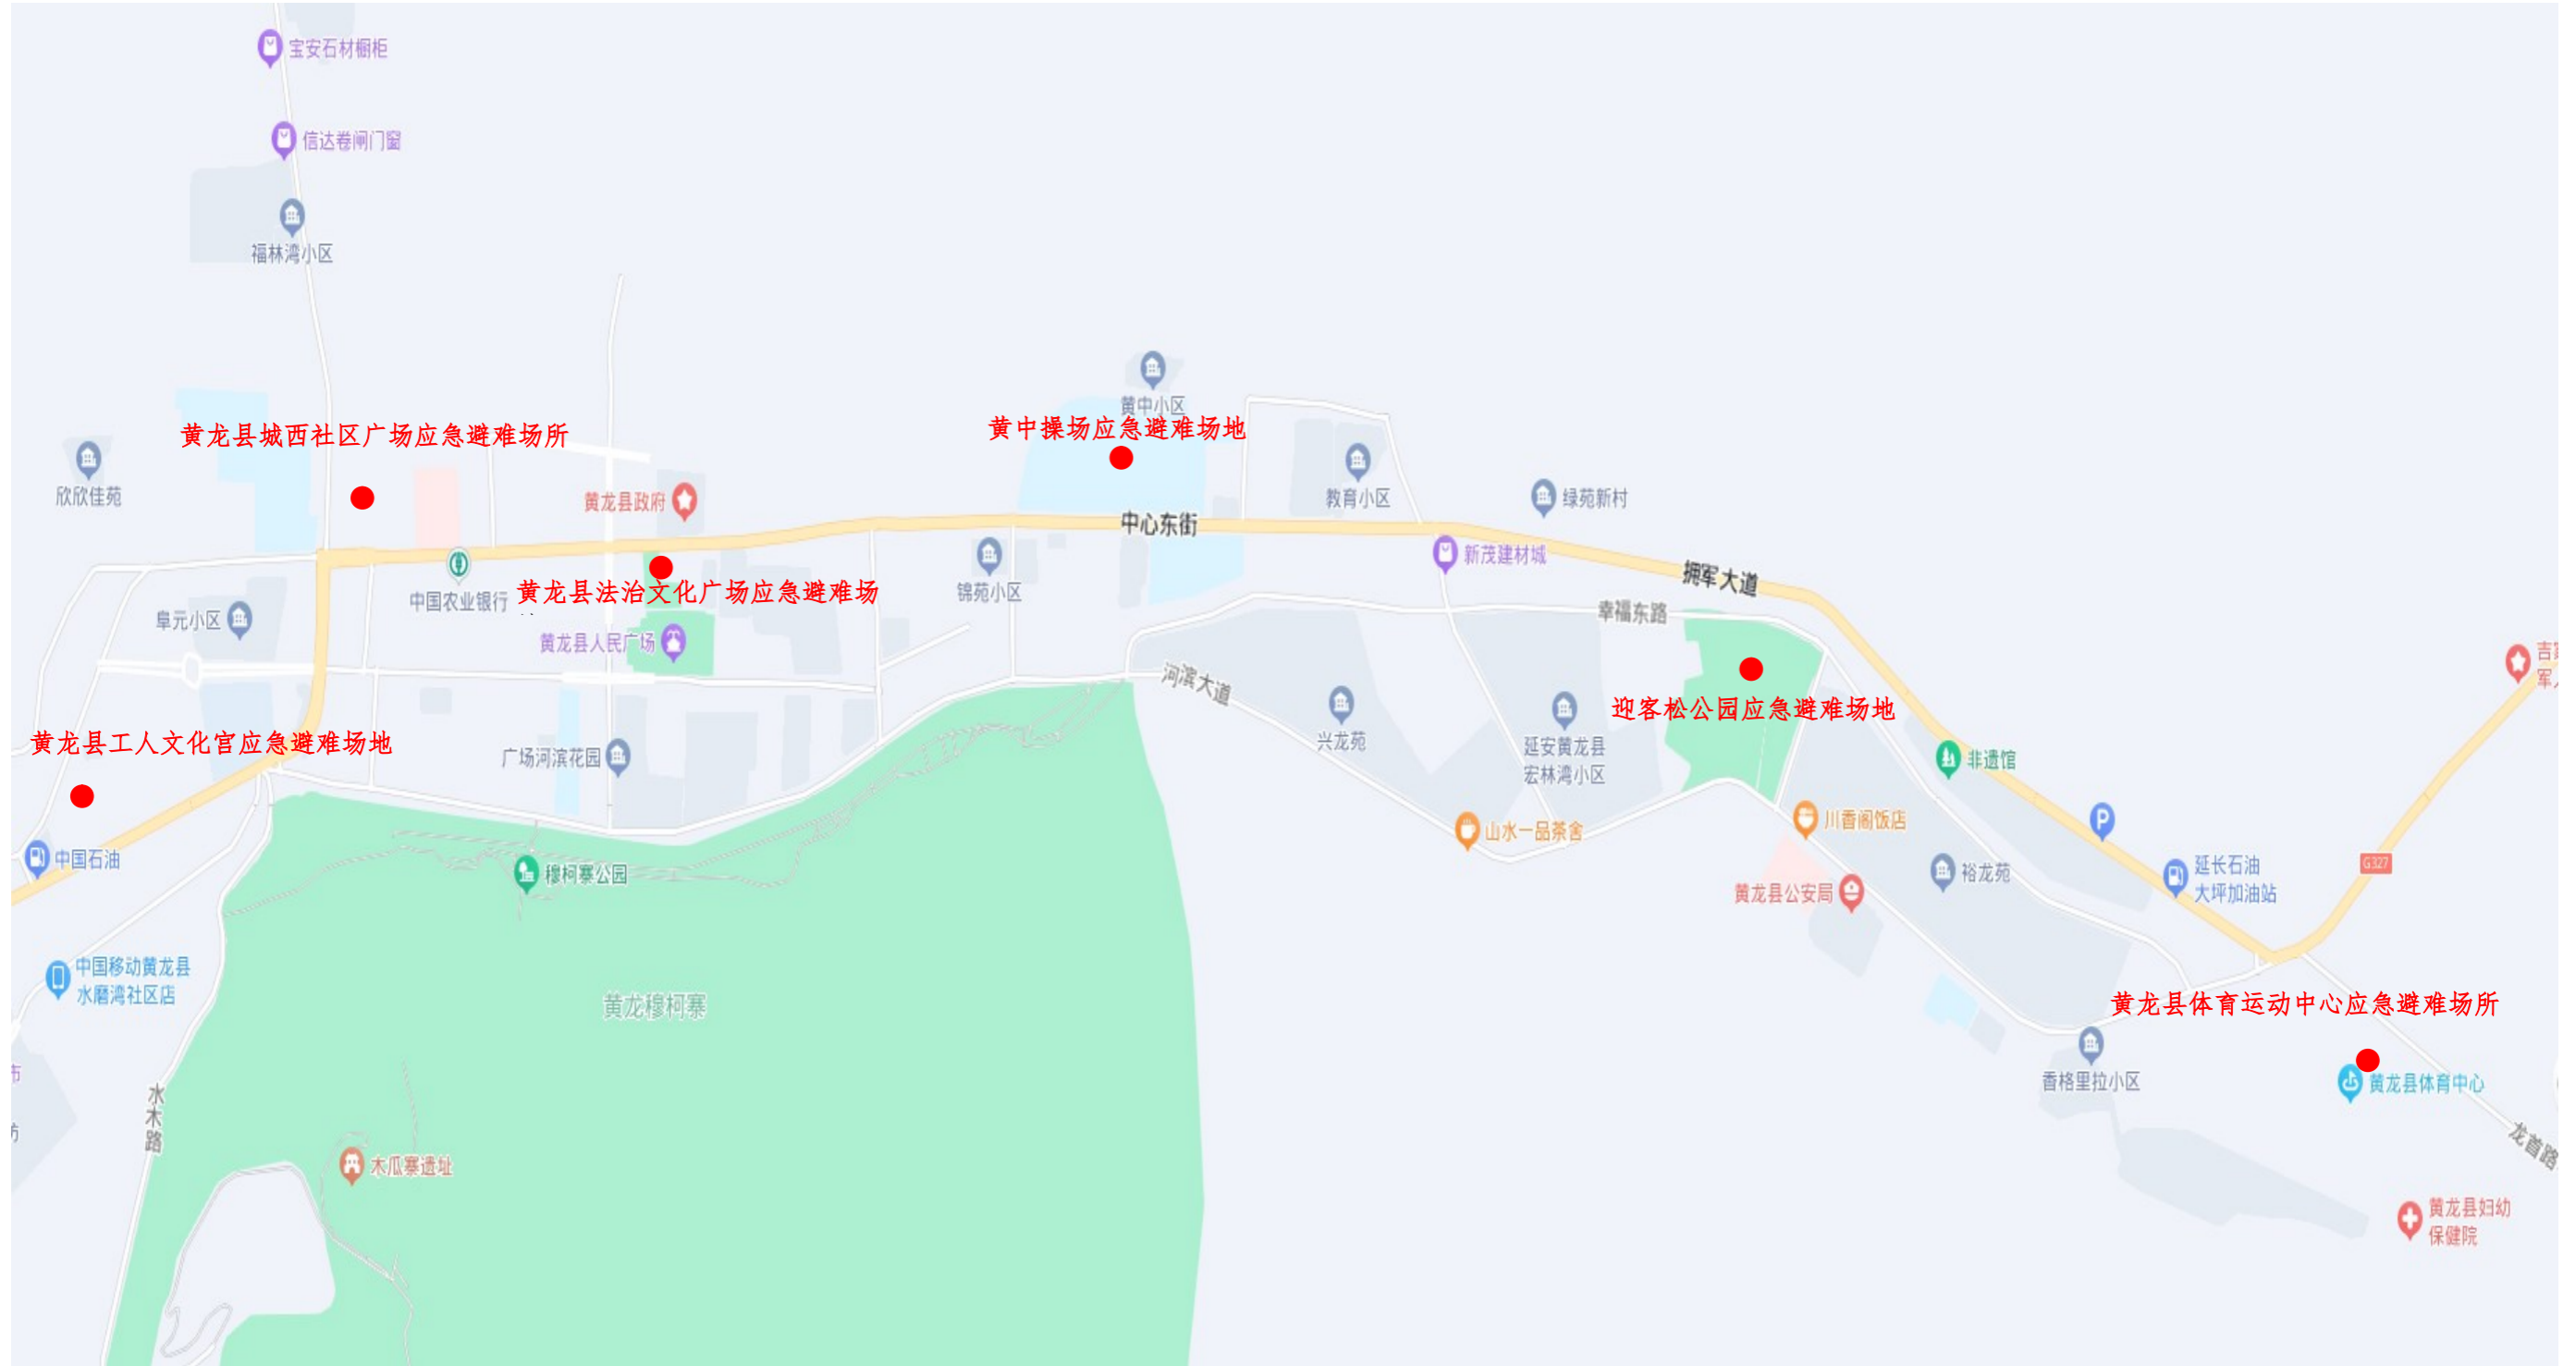 宝安石材橱柜
信达卷闸门窗
福林湾小区
黄中小区
黄龙县城西社区广场应急避难场所
黄中操场应急避难场地
欣欣佳苑
黄龙县政府
教育小区
绿苑新村
中心东街
新茂建材城
拥军大道
中国农业银行
黄龙县法治文化广场应急避难场
锦苑小区
阜元小区
幸福东路
黄龙县人民广场
河滨大道
吉家
军人
迎客松公园应急避难场地
黄龙县工人文化宫应急避难场地
广场河滨花园
兴龙苑
延安黄龙县
宏林湾小区
非遗馆
P
川香阁饭店
山水一品茶舍
中国石油
穆柯寨公园
黄龙县公安局
裕龙苑
延长石油
大坪加油站
G327
中国移动黄龙县
水磨湾社区店
黄龙穆柯寨
黄龙县体育运动中心应急避难场所
市
香格里拉小区
黄龙县体育中心
水木路
坊
龙首路
木瓜寨遗址
黄龙县妇幼
保健院